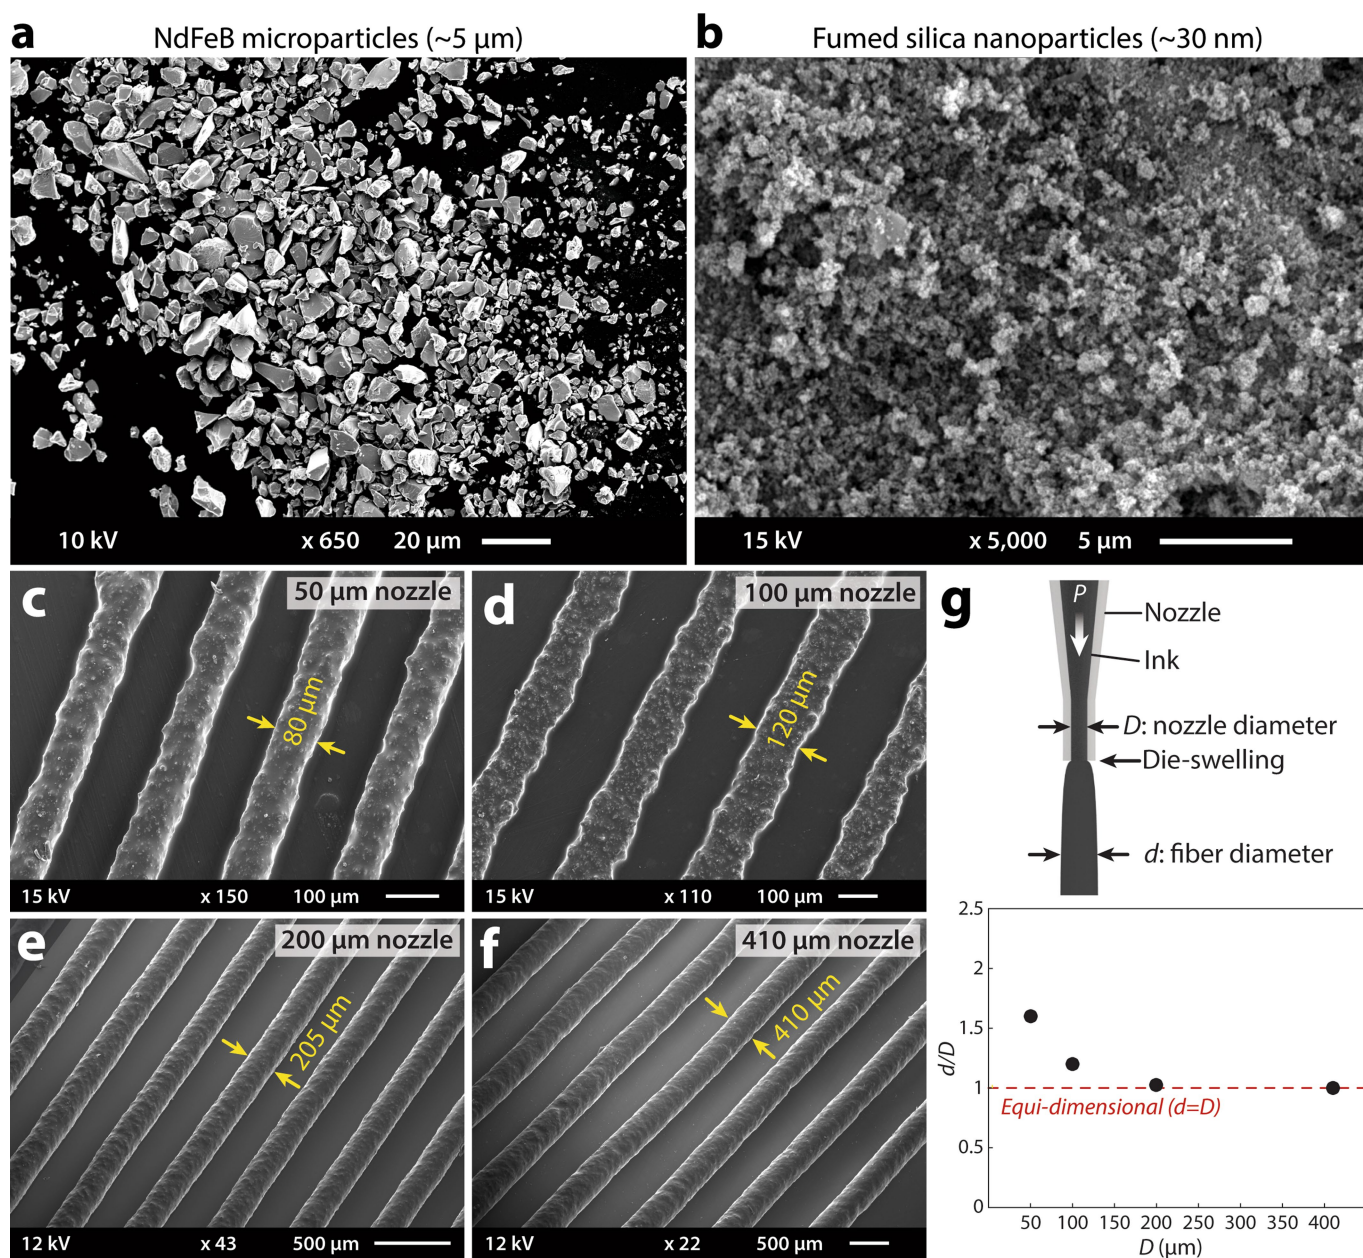 a
NdFeB microparticles (~5 µm)
10 kV x 650 20 µm
b
Fumed silica nanoparticles (~30 nm)
15 kV x 5,000 5 µm
c
50 µm nozzle
80 µm
15 kV x 150 100 µm
d
100 µm nozzle
120 µm
15 kV x 110 100 µm
e
200 µm nozzle
205 µm
12 kV x 43 500 µm
f
410 µm nozzle
410 µm
12 kV x 22 500 µm
g
P
Nozzle
Ink
D: nozzle diameter
Die-swelling
d: fiber diameter
2.5
2
1.5
1
0.5
0
d/D
Equi-dimensional (d=D)
50 100 150 200 250 300 350 400
D (µm)